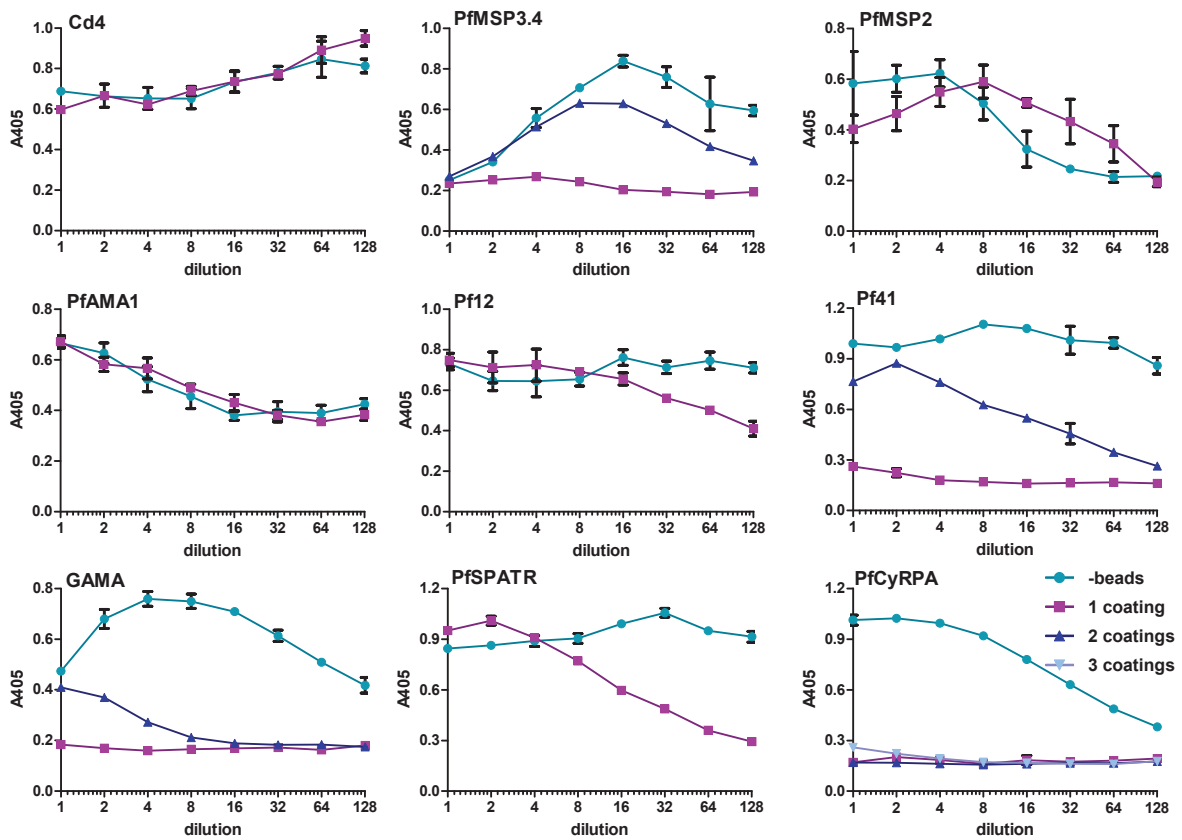 Cd4
1.0
0.8
0.6
0.4
0.2
0.0
A405
1 2 4 8 16 32 64 128
dilution
PfMSP3.4
1.0
0.8
0.6
0.4
0.2
0.0
A405
1 2 4 8 16 32 64 128
dilution
PfMSP2
0.8
0.6
0.4
0.2
0.0
A405
1 2 4 8 16 32 64 128
dilution
PfAMA1
0.8
0.6
0.4
0.2
0.0
A405
1 2 4 8 16 32 64 128
dilution
Pf12
1.0
0.8
0.6
0.4
0.2
0.0
A405
1 2 4 8 16 32 64 128
dilution
Pf41
1.2
0.9
0.6
0.3
0.0
A405
1 2 4 8 16 32 64 128
dilution
GAMA
0.8
0.6
0.4
0.2
0.0
A405
1 2 4 8 16 32 64 128
dilution
PfSPATR
1.2
0.9
0.6
0.3
0.0
A405
1 2 4 8 16 32 64 128
dilution
PfCyRPA
1.2
0.9
0.6
0.3
0.0
A405
1 2 4 8 16 32 64 128
dilution
-beads
1 coating
2 coatings
3 coatings